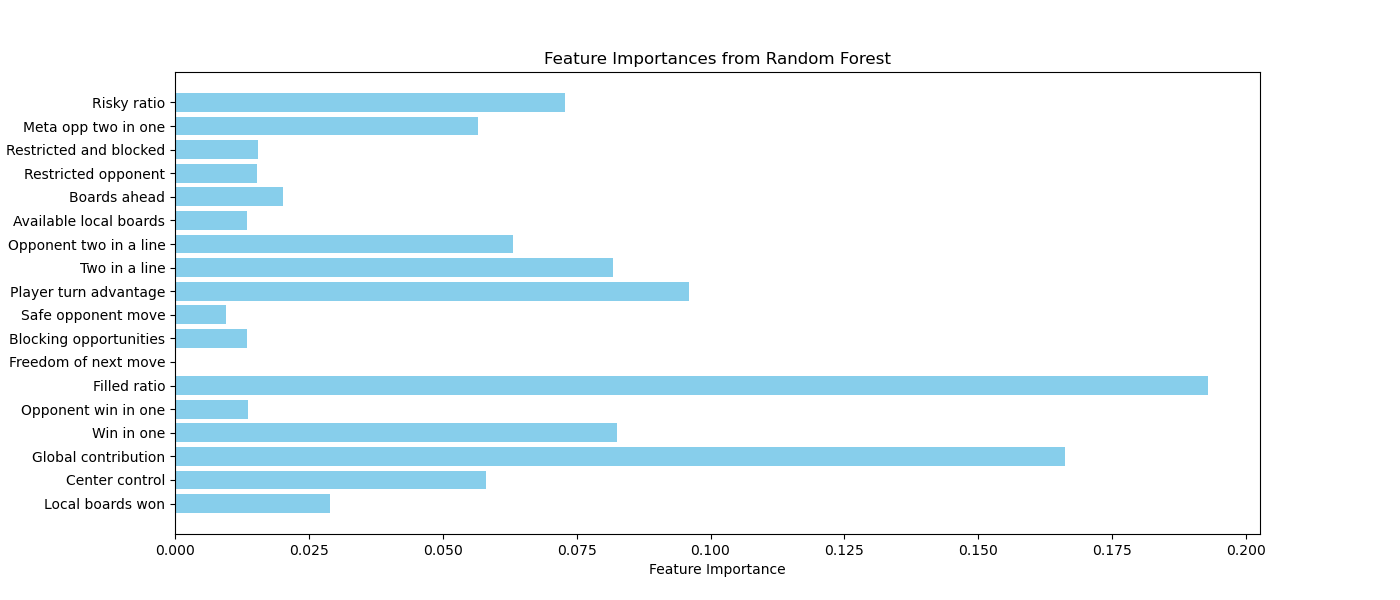 Feature Importances from Random Forest
Risky ratio
Meta opp two in one
Restricted and blocked
Restricted opponent
Boards ahead
Available local boards
Opponent two in a line
Two in a line
Player turn advantage
Safe opponent move
Blocking opportunities
Freedom of next move
Filled ratio
Opponent win in one
Win in one
Global contribution
Center control
Local boards won
0.000 0.025 0.050 0.075 0.100 0.125 0.150 0.175 0.200
Feature Importance